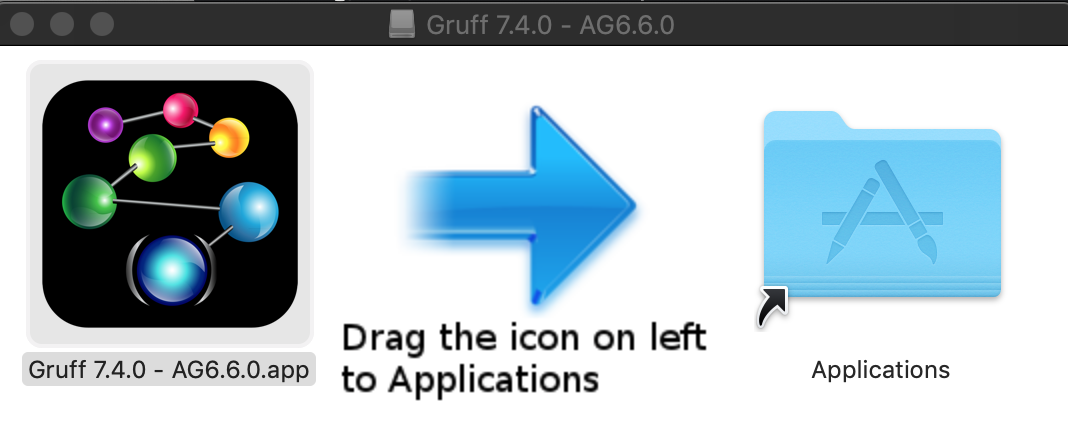 Gruff 7.4.0 - AG6.6.0
Drag the icon on left
to Applications
Gruff 7.4.0 - AG6.6.0.app
Applications